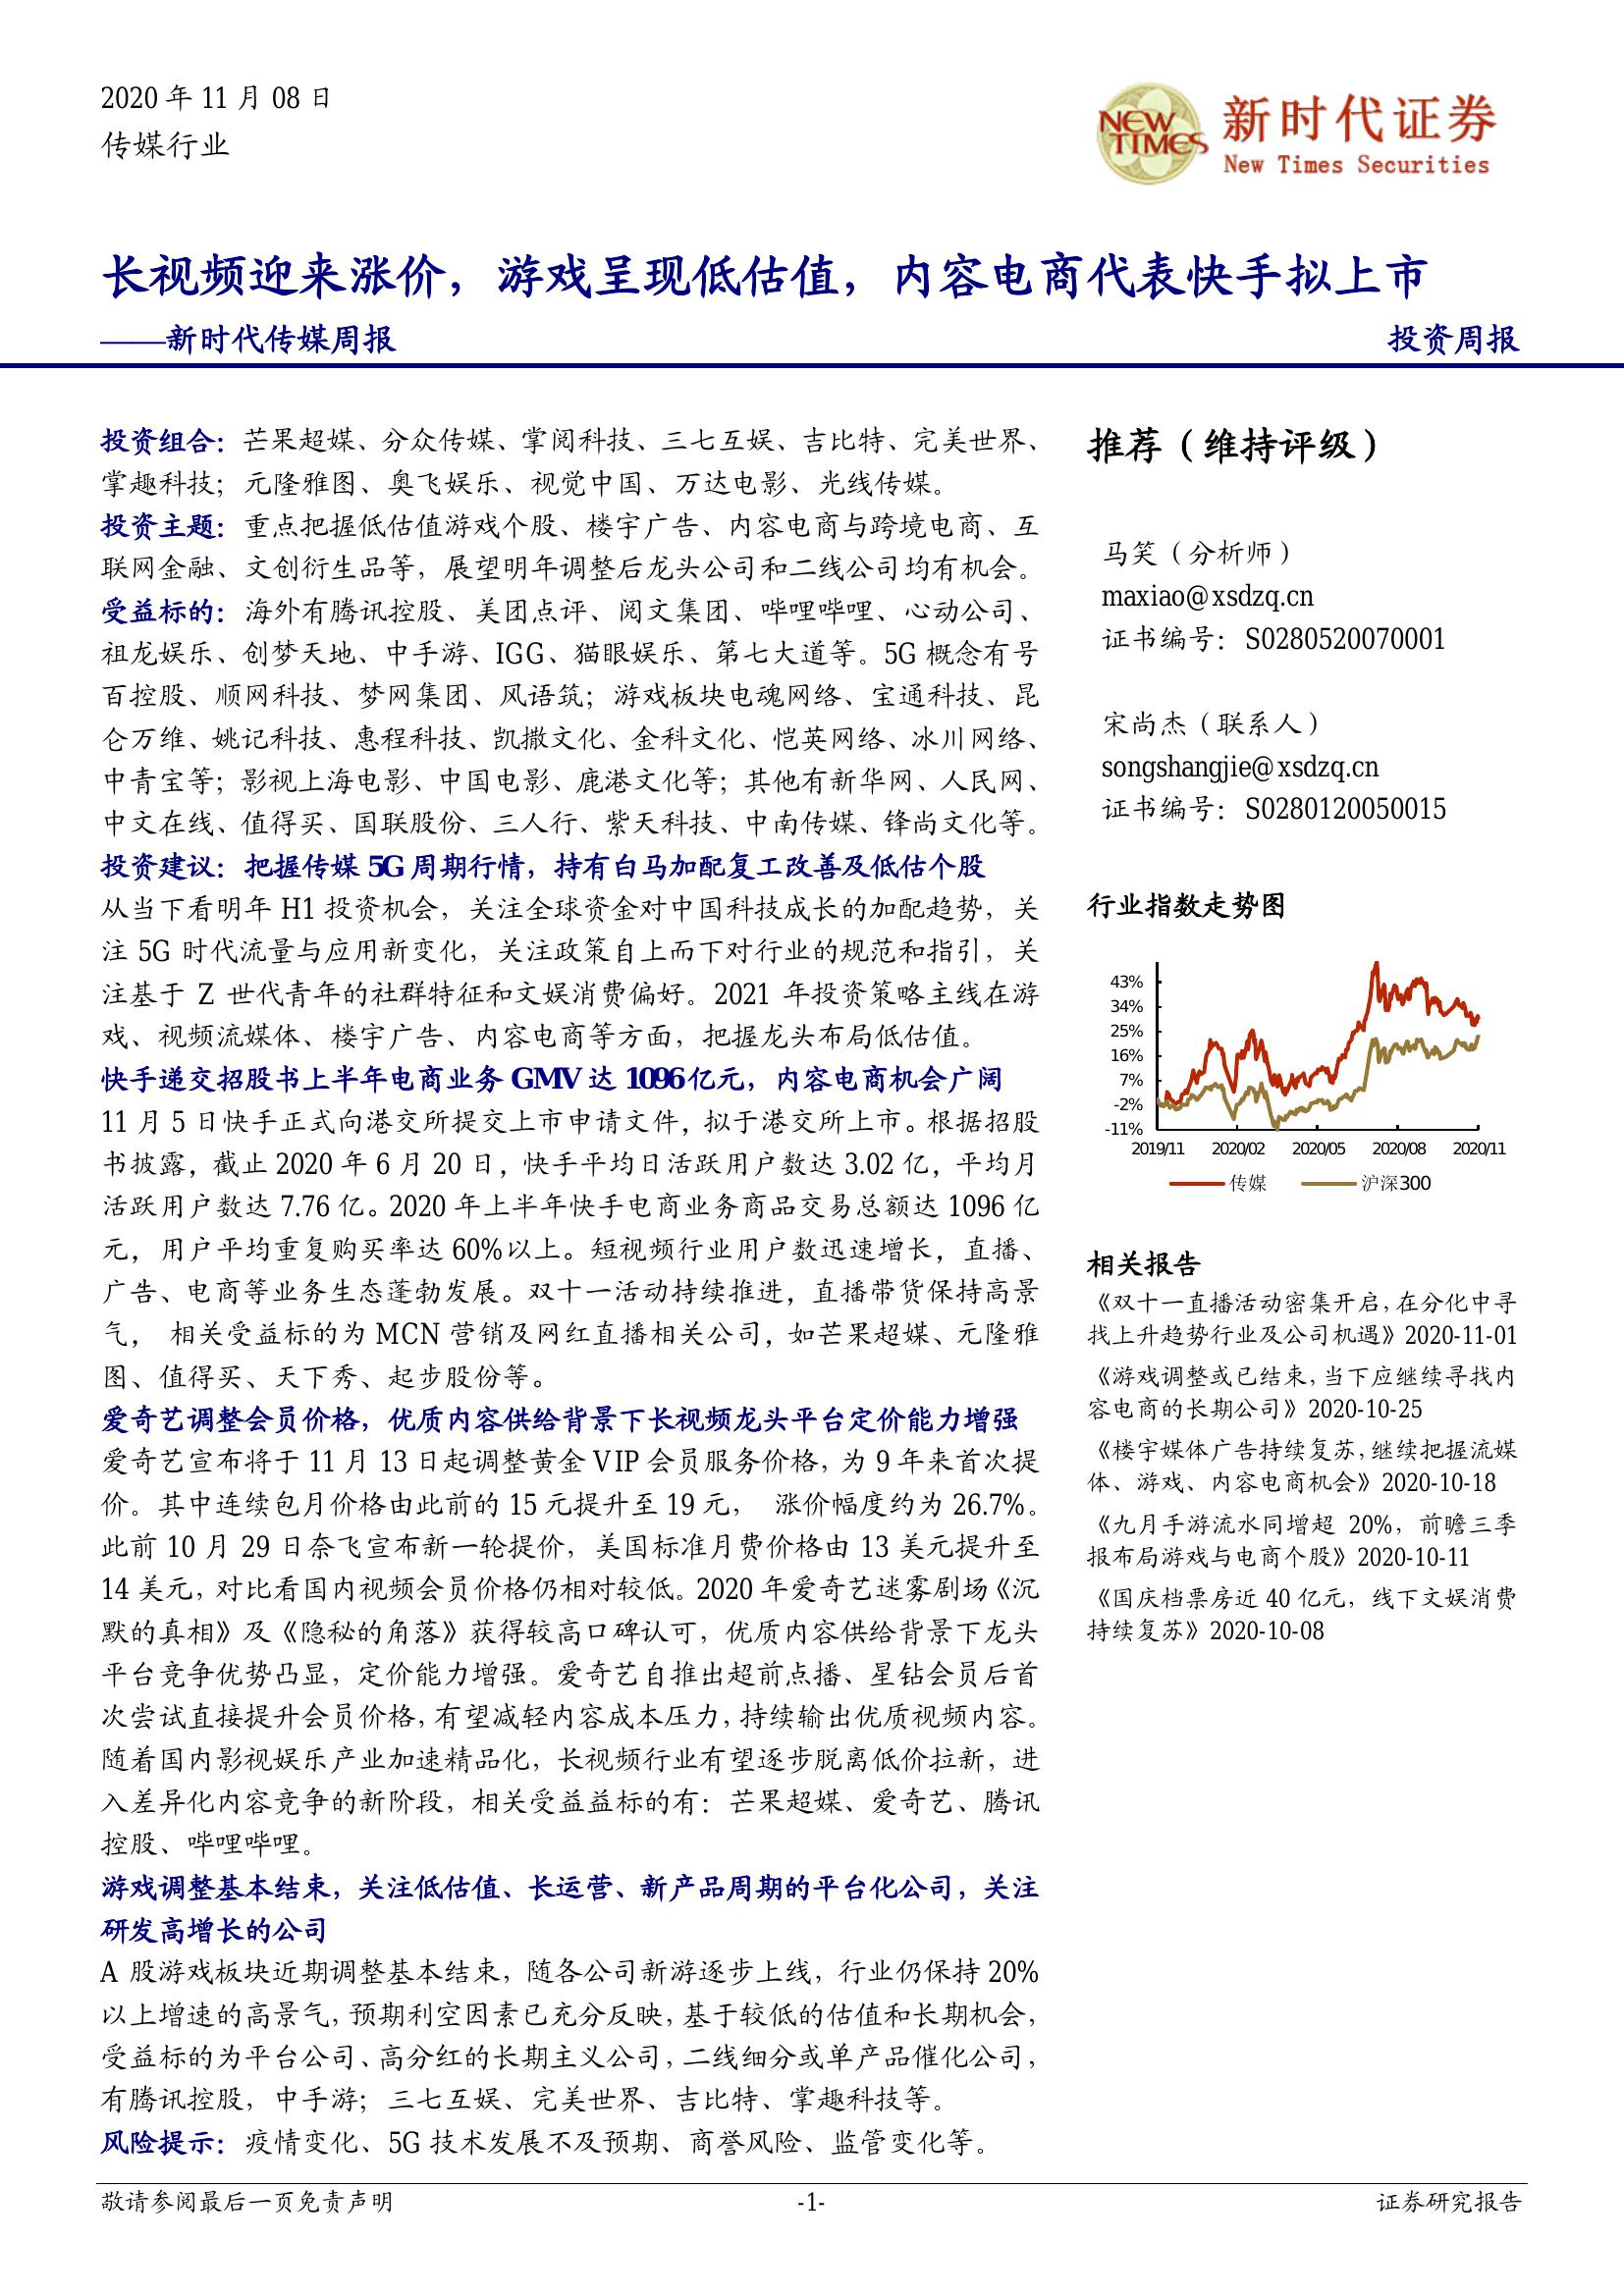 2020 年 11 月 08 日
传媒行业
NEW
TIMES
新时代证券
New Times Securities
长视频迎来涨价，游戏呈现低估值，内容电商代表快手拟上市
——新时代传媒周报
投资周报
投资组合：芒果超媒、分众传媒、掌阅科技、三七互娱、吉比特、完美世界、
掌趣科技；元隆雅图、奥飞娱乐、视觉中国、万达电影、光线传媒。
投资主题：重点把握低估值游戏个股、楼宇广告、内容电商与跨境电商、互
联网金融、文创衍生品等，展望明年调整后龙头公司和二线公司均有机会。
受益标的：海外有腾讯控股、美团点评、阅文集团、哔哩哔哩、心动公司、
祖龙娱乐、创梦天地、中手游、IGG、猫眼娱乐、第七大道等。5G 概念有号
百控股、顺网科技、梦网集团、风语筑；游戏板块电魂网络、宝通科技、昆
仑万维、姚记科技、惠程科技、凯撒文化、金科文化、恺英网络、冰川网络、
中青宝等；影视上海电影、中国电影、鹿港文化等；其他有新华网、人民网、
中文在线、值得买、国联股份、三人行、紫天科技、中南传媒、锋尚文化等。
投资建议：把握传媒 5G 周期行情，持有白马加配复工改善及低估个股
从当下看明年 H1 投资机会，关注全球资金对中国科技成长的加配趋势，关
注 5G 时代流量与应用新变化，关注政策自上而下对行业的规范和指引，关
注基于 Z 世代青年的社群特征和文娱消费偏好。2021 年投资策略主线在游
戏、视频流媒体、楼宇广告、内容电商等方面，把握龙头布局低估值。
快手递交招股书上半年电商业务 GMV 达 1096 亿元，内容电商机会广阔
11 月 5 日快手正式向港交所提交上市申请文件，拟于港交所上市。根据招股
书披露，截止 2020 年 6 月 20 日，快手平均日活跃用户数达 3.02 亿，平均月
活跃用户数达 7.76 亿。2020 年上半年快手电商业务商品交易总额达 1096 亿
元，用户平均重复购买率达 60%以上。短视频行业用户数迅速增长，直播、
广告、电商等业务生态蓬勃发展。双十一活动持续推进，直播带货保持高景
气， 相关受益标的为 MCN 营销及网红直播相关公司，如芒果超媒、元隆雅
图、值得买、天下秀、起步股份等。
爱奇艺调整会员价格，优质内容供给背景下长视频龙头平台定价能力增强
爱奇艺宣布将于 11 月 13 日起调整黄金 VIP 会员服务价格，为 9 年来首次提
价。其中连续包月价格由此前的 15 元提升至 19 元， 涨价幅度约为 26.7%。
此前 10 月 29 日奈飞宣布新一轮提价，美国标准月费价格由 13 美元提升至
14 美元，对比看国内视频会员价格仍相对较低。2020 年爱奇艺迷雾剧场《沉
默的真相》及《隐秘的角落》获得较高口碑认可，优质内容供给背景下龙头
平台竞争优势凸显，定价能力增强。爱奇艺自推出超前点播、星钻会员后首
次尝试直接提升会员价格，有望减轻内容成本压力，持续输出优质视频内容。
随着国内影视娱乐产业加速精品化，长视频行业有望逐步脱离低价拉新，进
入差异化内容竞争的新阶段，相关受益益标的有：芒果超媒、爱奇艺、腾讯
控股、哔哩哔哩。
游戏调整基本结束，关注低估值、长运营、新产品周期的平台化公司，关注
研发高增长的公司
A 股游戏板块近期调整基本结束，随各公司新游逐步上线，行业仍保持 20%
以上增速的高景气，预期利空因素已充分反映，基于较低的估值和长期机会，
受益标的为平台公司、高分红的长期主义公司，二线细分或单产品催化公司，
有腾讯控股，中手游；三七互娱、完美世界、吉比特、掌趣科技等。
风险提示：疫情变化、5G 技术发展不及预期、商誉风险、监管变化等。
推荐（维持评级）
马笑（分析师）
maxiao@xsdzq.cn
证书编号：S0280520070001
宋尚杰（联系人）
songshangjie@xsdzq.cn
证书编号：S0280120050015
行业指数走势图
43%
34%
25%
16%
7%
-2%
-11%
2019/11 2020/02 2020/05 2020/08 2020/11
传媒 沪深300
相关报告
《双十一直播活动密集开启，在分化中寻
找上升趋势行业及公司机遇》2020-11-01
《游戏调整或已结束，当下应继续寻找内
容电商的长期公司》2020-10-25
《楼宇媒体广告持续复苏，继续把握流媒
体、游戏、内容电商机会》2020-10-18
《九月手游流水同增超 20%，前瞻三季
报布局游戏与电商个股》2020-10-11
《国庆档票房近 40 亿元，线下文娱消费
持续复苏》2020-10-08
敬请参阅最后一页免责声明
-1-
证券研究报告